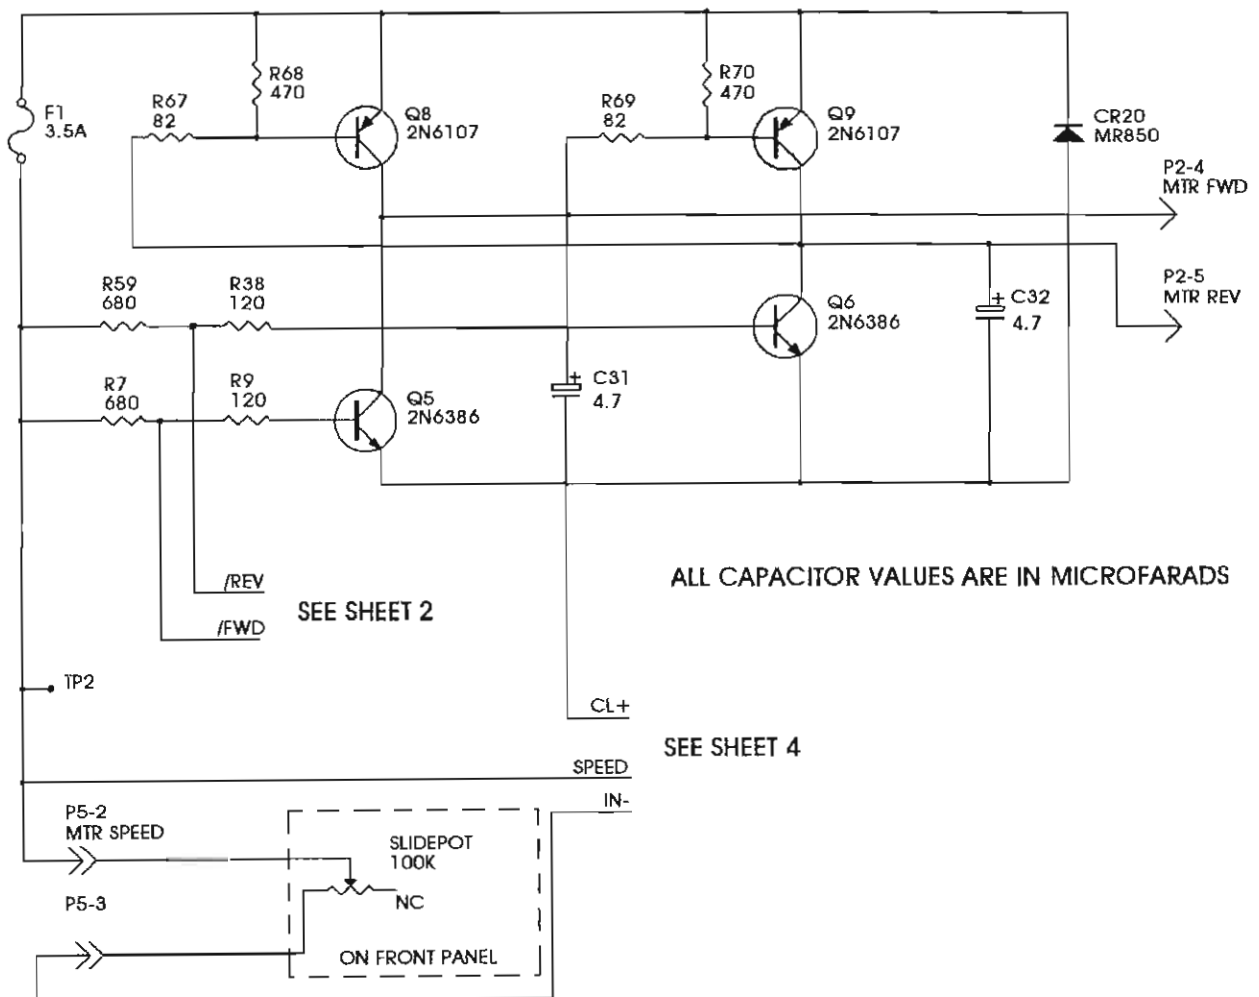 F1
3.5A
R67
82
R68
470
Q8
2N6107
R69
82
R70
470
Q9
2N6107
CR20
MR850
P2-4
MTR FWD
R59
680
R38
120
Q6
2N6386
+ C32
4.7
P2-5
MTR REV
R7
680
R9
120
Q5
2N6386
+ C31
4.7
/REV
/FWD
SEE SHEET 2
ALL CAPACITOR VALUES ARE IN MICROFARADS
TP2
CL+
SEE SHEET 4
SPEED
IN-
P5-2
MTR SPEED
SLIDEPOT
100K
NC
P5-3
ON FRONT PANEL